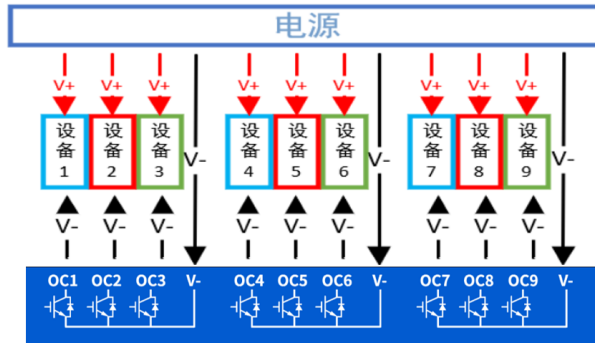 电源
V+ V+ V+ V+ V+ V+ V+ V+ V+
设备1 设备2 设备3 V- 设备4 设备5 设备6 V- 设备7 设备8 设备9 V-
V- V- V- V- V- V- V- V- V-
OC1 OC2 OC3 V- OC4 OC5 OC6 V- OC7 OC8 OC9 V-